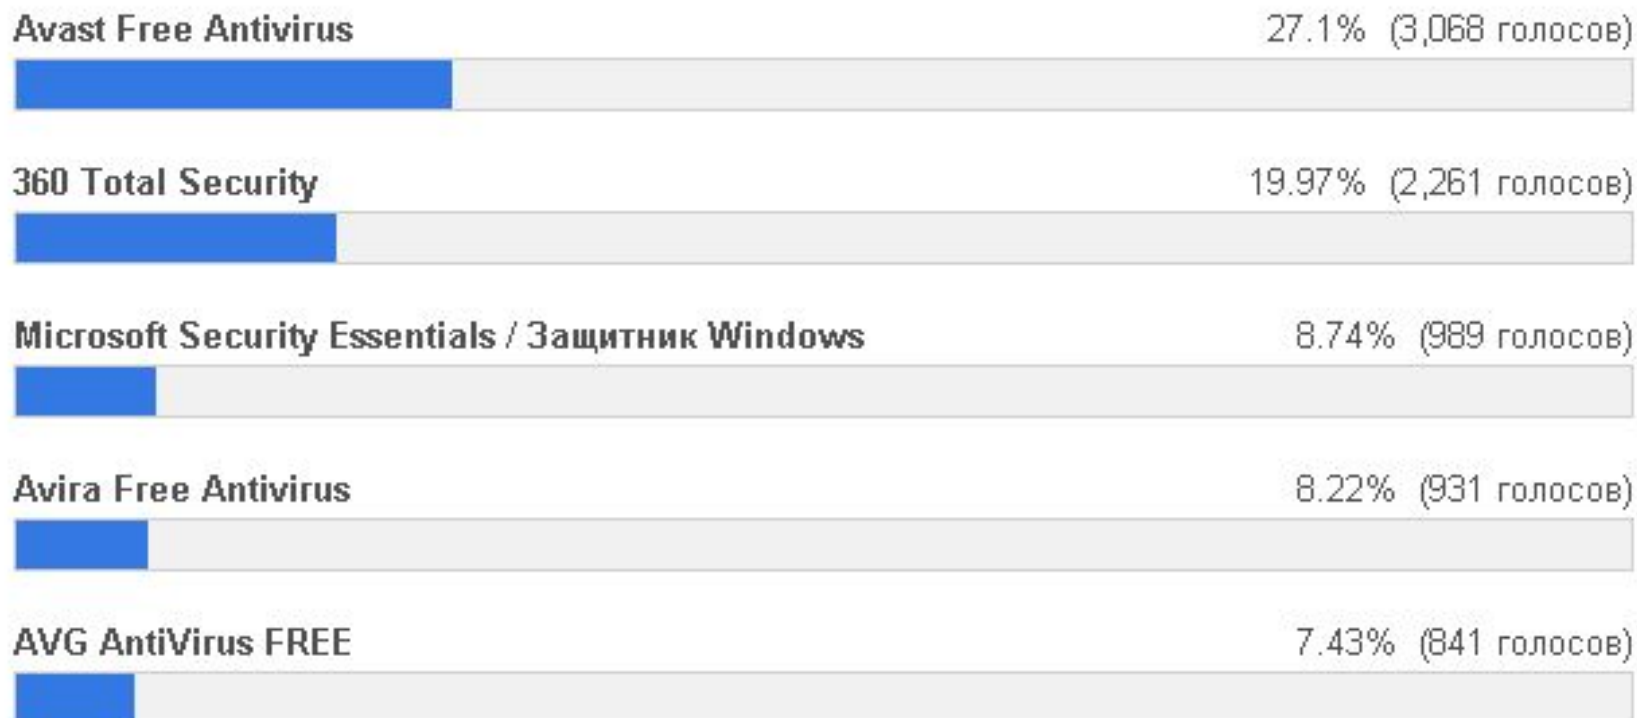 Avast Free Antivirus 27.1% (3,068 голосов)
360 Total Security 19.97% (2,261 голосов)
Microsoft Security Essentials / Защитник Windows 8.74% (989 голосов)
Avira Free Antivirus 8.22% (931 голосов)
AVG AntiVirus FREE 7.43% (841 голосов)